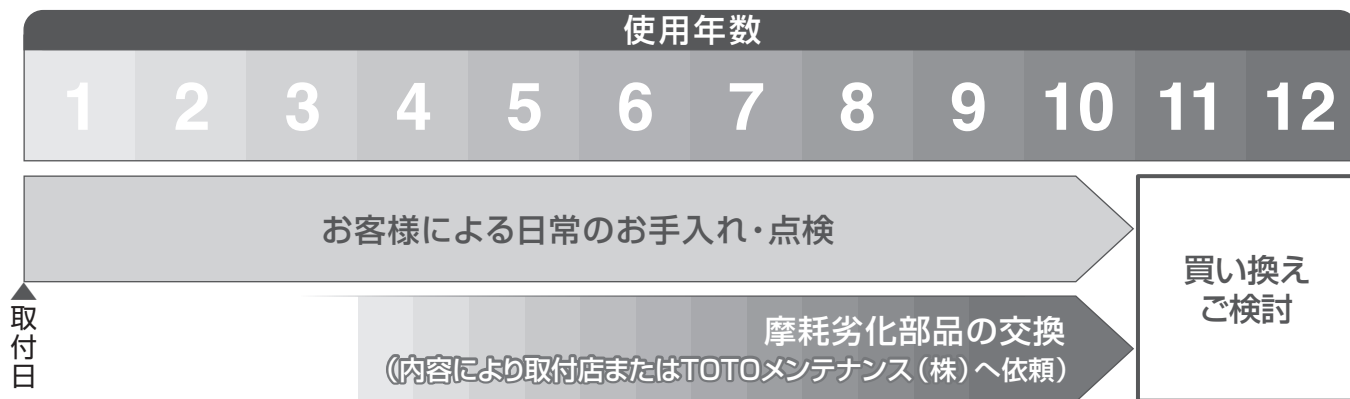 使用年数
1 2 3 4 5 6 7 8 9 10 11 12
お客様による日常のお手入れ・点検
買い換え
ご検討
取付日
摩耗劣化部品の交換
(内容により取付店またはTOTOメンテナンス(株)へ依頼)